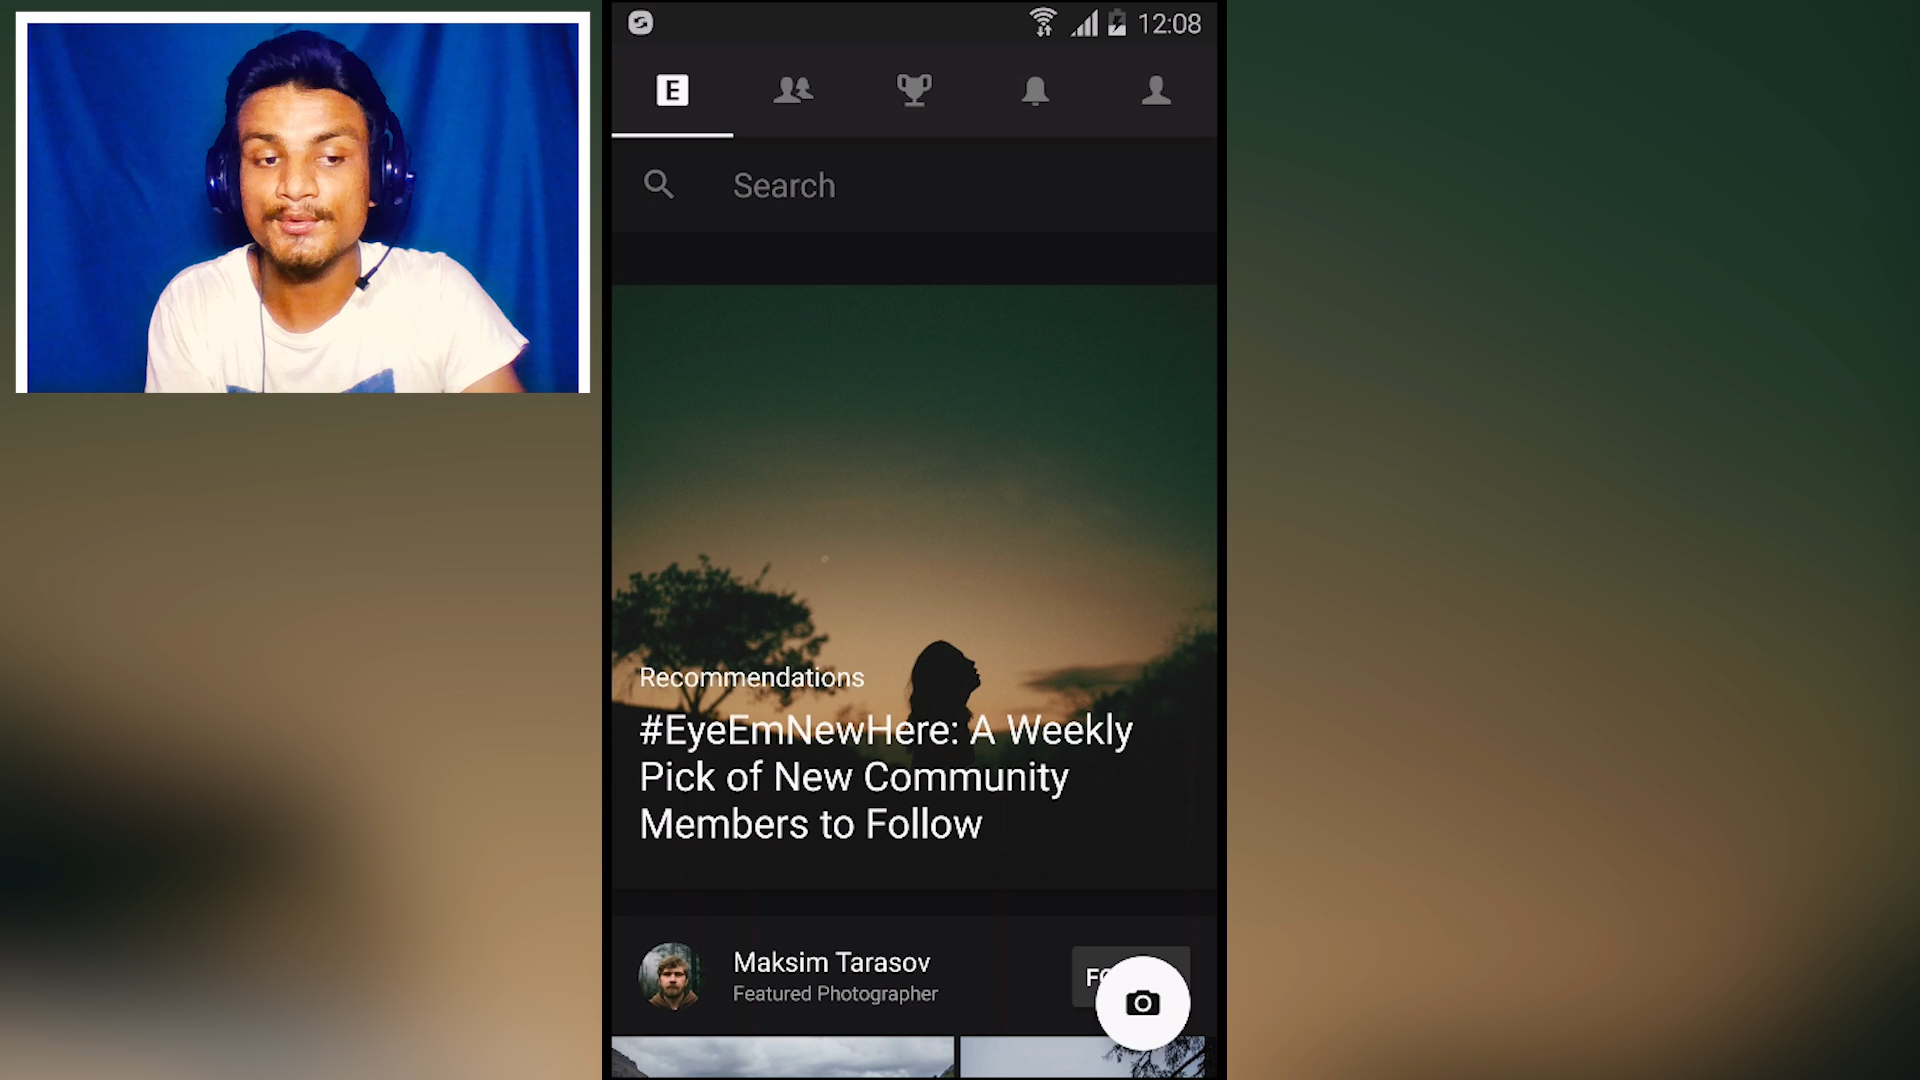 12:08
E
Search
Recommendations
#EyeEmNewHere: A Weekly
Pick of New Community
Members to Follow
Maksim Tarasov
Featured Photographer